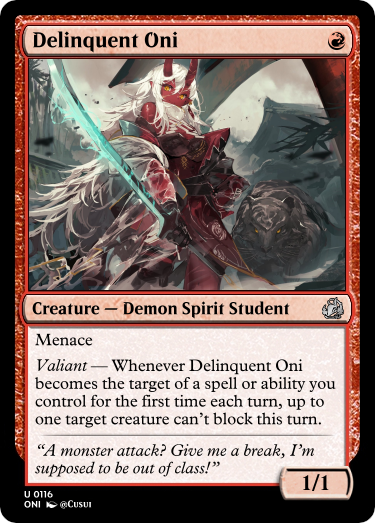 Delinquent Oni
Creature — Demon Spirit Student
Menace
Valiant — Whenever Delinquent Oni
becomes the target of a spell or ability you
control for the first time each turn, up to
one target creature can't block this turn.
“A monster attack? Give me a break, I'm
supposed to be out of class!”
1/1
U 0116
ONI @Cusui